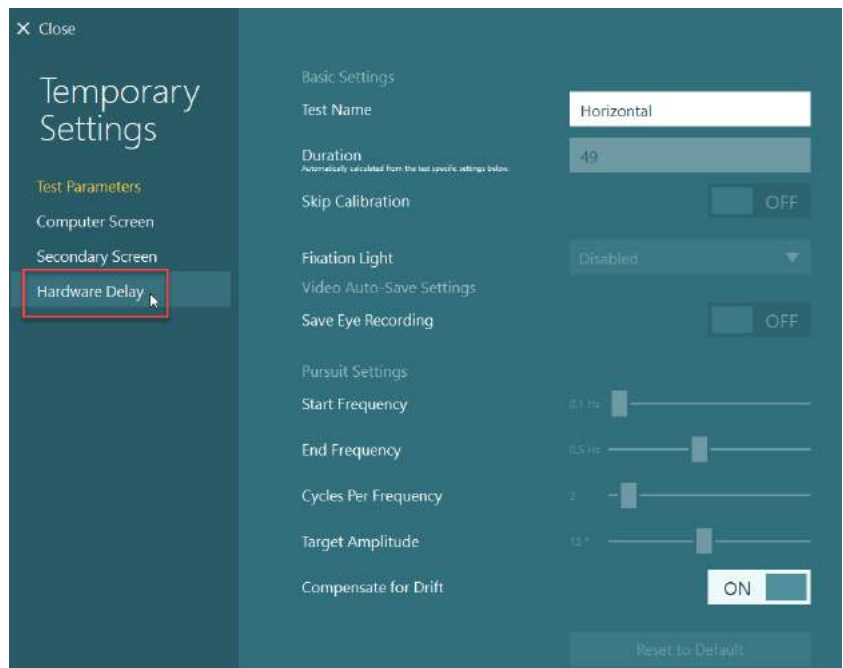 Close
Temporary
Settings
Test Parameters
Computer Screen
Secondary Screen
Hardware Delay
Basic Settings
Test Name
Horizontal
Duration
49
Automatically calculated from the test specific settings below.
Skip Calibration
OFF
Fixation Light
Disabled
Video Auto-Save Settings
Save Eye Recording
OFF
Pursuit Settings
Start Frequency
0,1 Hz
End Frequency
0,5 Hz
Cycles Per Frequency
2
Target Amplitude
15 °
Compensate for Drift
ON
Reset to Default